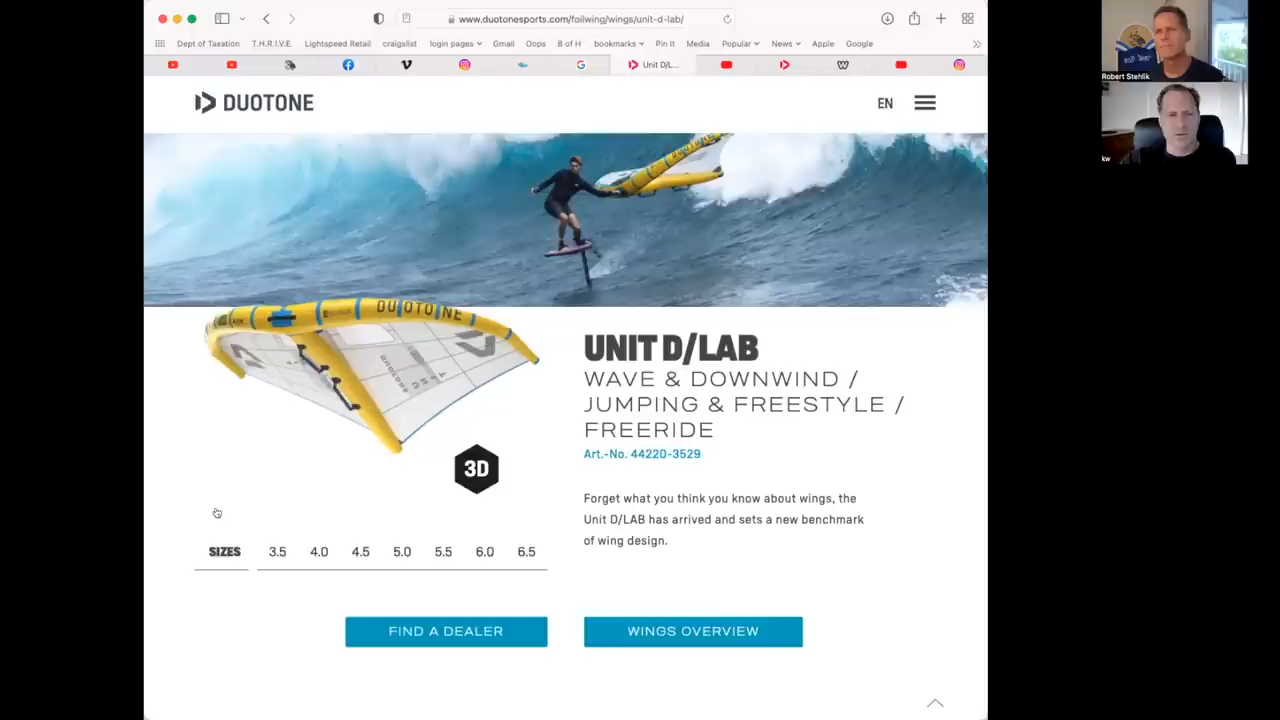 www.duotonesports.com/foilwing/wings/unit-d-lab/
Dept of Taxation T.H.R.I.V.E. Lightspeed Retail craigslist login pages Gmail Oops B of H bookmarks Pin It Media Popular News Apple Google
Unit D/L...
DUOTONE EN
DUOTONE
UNIT D/LAB
WAVE & DOWNWIND /
JUMPING & FREESTYLE /
FREERIDE
Art.-No. 44220-3529
3D
Forget what you think you know about wings, the
Unit D/LAB has arrived and sets a new benchmark
of wing design.
SIZES 3.5 4.0 4.5 5.0 5.5 6.0 6.5
FIND A DEALER WINGS OVERVIEW
Robert Stehlik
kw